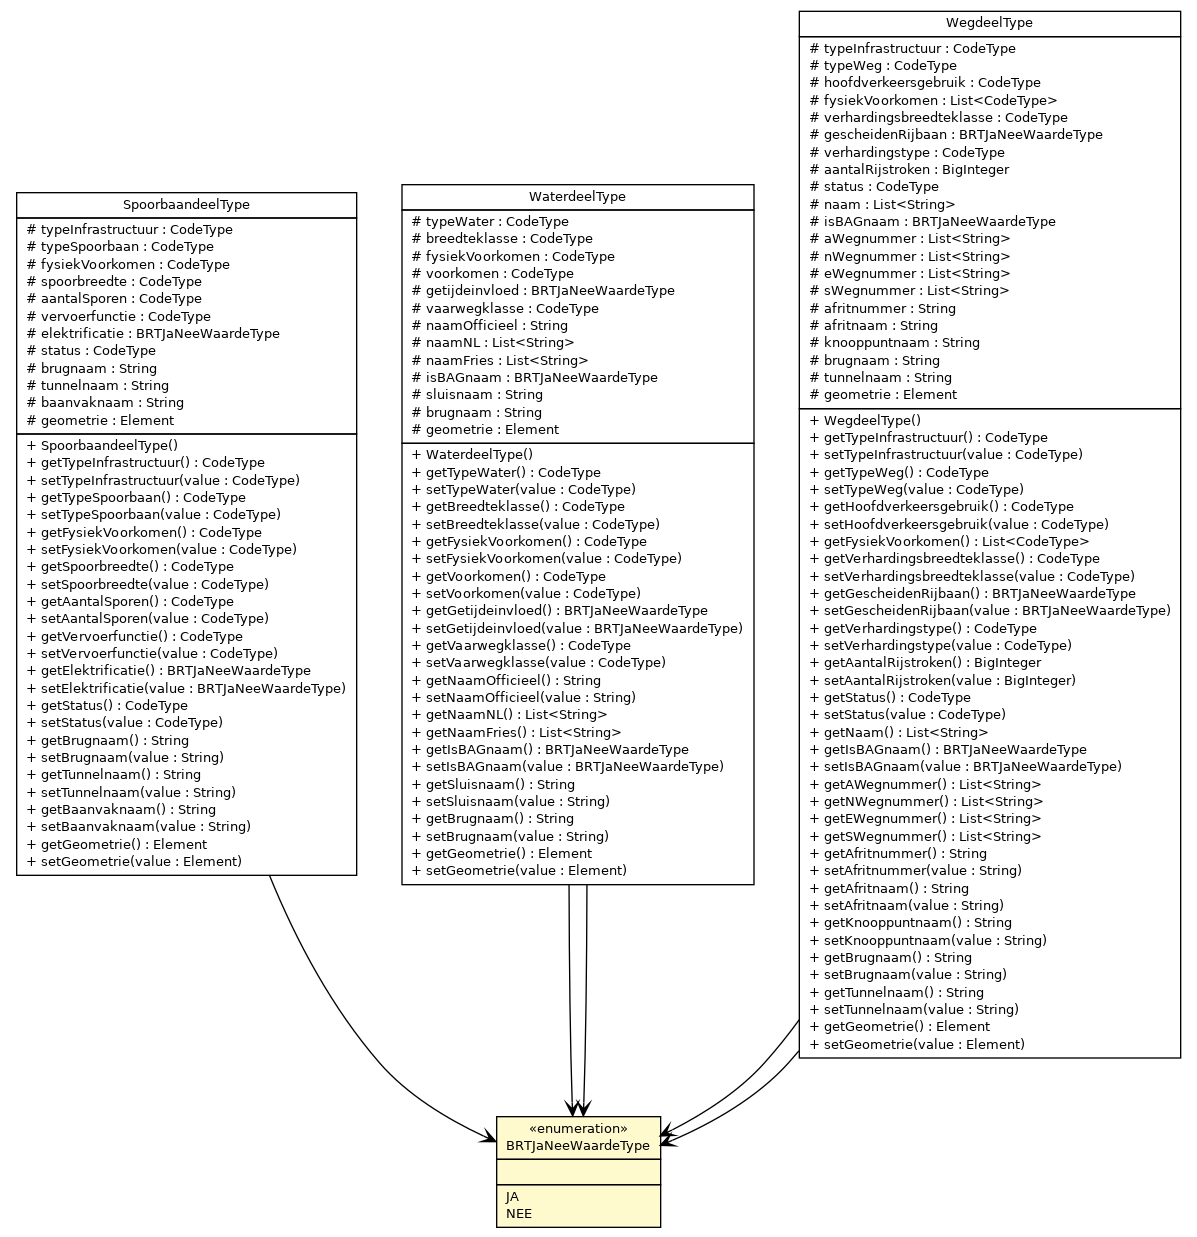 SpoorbaandeelType
# typeInfrastructuur : CodeType
# typeSpoorbaan : CodeType
# fysiekVoorkomen : CodeType
# spoorbreedte : CodeType
# aantalSporen : CodeType
# vervoerfunctie : CodeType
# elektrificatie : BRTJaNeeWaardeType
# status : CodeType
# brugnaam : String
# tunnelnaam : String
# baanvaknaam : String
# geometrie : Element
+ SpoorbaandeelType()
+ getTypeInfrastructuur() : CodeType
+ setTypeInfrastructuur(value : CodeType)
+ getTypeSpoorbaan() : CodeType
+ setTypeSpoorbaan(value : CodeType)
+ getFysiekVoorkomen() : CodeType
+ setFysiekVoorkomen(value : CodeType)
+ getSpoorbreedte() : CodeType
+ setSpoorbreedte(value : CodeType)
+ getAantalSporen() : CodeType
+ setAantalSporen(value : CodeType)
+ getVervoerfunctie() : CodeType
+ setVervoerfunctie(value : CodeType)
+ getElektrificatie() : BRTJaNeeWaardeType
+ setElektrificatie(value : BRTJaNeeWaardeType)
+ getStatus() : CodeType
+ setStatus(value : CodeType)
+ getBrugnaam() : String
+ setBrugnaam(value : String)
+ getTunnelnaam() : String
+ setTunnelnaam(value : String)
+ getBaanvaknaam() : String
+ setBaanvaknaam(value : String)
+ getGeometrie() : Element
+ setGeometrie(value : Element)
WaterdeelType
# typeWater : CodeType
# breedteklasse : CodeType
# fysiekVoorkomen : CodeType
# voorkomen : CodeType
# getijdeinvloed : BRTJaNeeWaardeType
# vaarwegklasse : CodeType
# naamOfficieel : String
# naamNL : List<String>
# naamFries : List<String>
# isBAGnaam : BRTJaNeeWaardeType
# sluisnaam : String
# brugnaam : String
# geometrie : Element
+ WaterdeelType()
+ getTypeWater() : CodeType
+ setTypeWater(value : CodeType)
+ getBreedteklasse() : CodeType
+ setBreedteklasse(value : CodeType)
+ getFysiekVoorkomen() : CodeType
+ setFysiekVoorkomen(value : CodeType)
+ getVoorkomen() : CodeType
+ setVoorkomen(value : CodeType)
+ getGetijdeinvloed() : BRTJaNeeWaardeType
+ setGetijdeinvloed(value : BRTJaNeeWaardeType)
+ getVaarwegklasse() : CodeType
+ setVaarwegklasse(value : CodeType)
+ getNaamOfficieel() : String
+ setNaamOfficieel(value : String)
+ getNaamNL() : List<String>
+ getNaamFries() : List<String>
+ getIsBAGnaam() : BRTJaNeeWaardeType
+ setIsBAGnaam(value : BRTJaNeeWaardeType)
+ getSluisnaam() : String
+ setSluisnaam(value : String)
+ getBrugnaam() : String
+ setBrugnaam(value : String)
+ getGeometrie() : Element
+ setGeometrie(value : Element)
WegdeelType
# typeInfrastructuur : CodeType
# typeWeg : CodeType
# hoofdverkeersgebruik : CodeType
# fysiekVoorkomen : List<CodeType>
# verhardingsbreedteklasse : CodeType
# gescheidenRijbaan : BRTJaNeeWaardeType
# verhardingstype : CodeType
# aantalRijstroken : BigInteger
# status : CodeType
# naam : List<String>
# isBAGnaam : BRTJaNeeWaardeType
# aWegnummer : List<String>
# nWegnummer : List<String>
# eWegnummer : List<String>
# sWegnummer : List<String>
# afritnummer : String
# afritnaam : String
# knooppuntnaam : String
# brugnaam : String
# tunnelnaam : String
# geometrie : Element
+ WegdeelType()
+ getTypeInfrastructuur() : CodeType
+ setTypeInfrastructuur(value : CodeType)
+ getTypeWeg() : CodeType
+ setTypeWeg(value : CodeType)
+ getHoofdverkeersgebruik() : CodeType
+ setHoofdverkeersgebruik(value : CodeType)
+ getFysiekVoorkomen() : List<CodeType>
+ getVerhardingsbreedteklasse() : CodeType
+ setVerhardingsbreedteklasse(value : CodeType)
+ getGescheidenRijbaan() : BRTJaNeeWaardeType
+ setGescheidenRijbaan(value : BRTJaNeeWaardeType)
+ getVerhardingstype() : CodeType
+ setVerhardingstype(value : CodeType)
+ getAantalRijstroken() : BigInteger
+ setAantalRijstroken(value : BigInteger)
+ getStatus() : CodeType
+ setStatus(value : CodeType)
+ getNaam() : List<String>
+ getIsBAGnaam() : BRTJaNeeWaardeType
+ setIsBAGnaam(value : BRTJaNeeWaardeType)
+ getAWegnummer() : List<String>
+ getNWegnummer() : List<String>
+ getEWegnummer() : List<String>
+ getSWegnummer() : List<String>
+ getAfritnummer() : String
+ setAfritnummer(value : String)
+ getAfritnaam() : String
+ setAfritnaam(value : String)
+ getKnooppuntnaam() : String
+ setKnooppuntnaam(value : String)
+ getBrugnaam() : String
+ setBrugnaam(value : String)
+ getTunnelnaam() : String
+ setTunnelnaam(value : String)
+ getGeometrie() : Element
+ setGeometrie(value : Element)
«enumeration»
BRTJaNeeWaardeType
JA
NEE